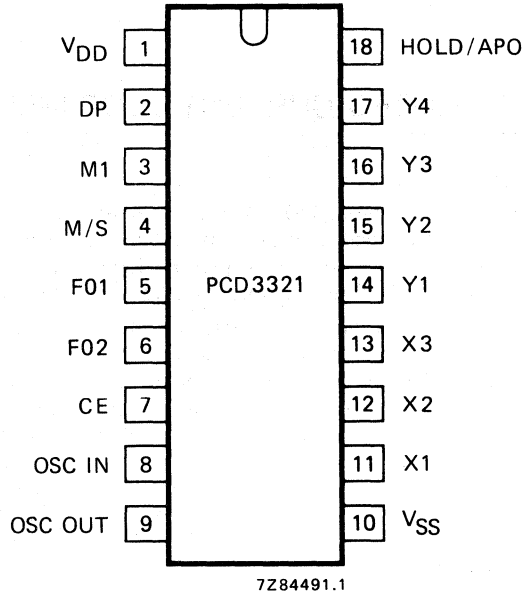 VDD 1 18 HOLD/APO
DP 2 17 Y4
M1 3 16 Y3
M/S 4 15 Y2
F01 5 PCD3321 14 Y1
F02 6 13 X3
CE 7 12 X2
OSC IN 8 11 X1
OSC OUT 9 10 VSS
7Z84491.1